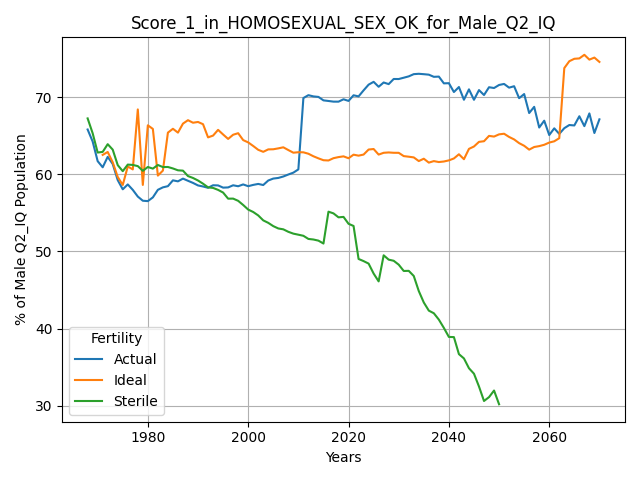 Score_1_in_HOMOSEXUAL_SEX_OK_for_Male_Q2_IQ
% of Male Q2_IQ Population
70
60
50
40
30
Fertility
Actual
Ideal
Sterile
1980 2000 2020 2040 2060
Years